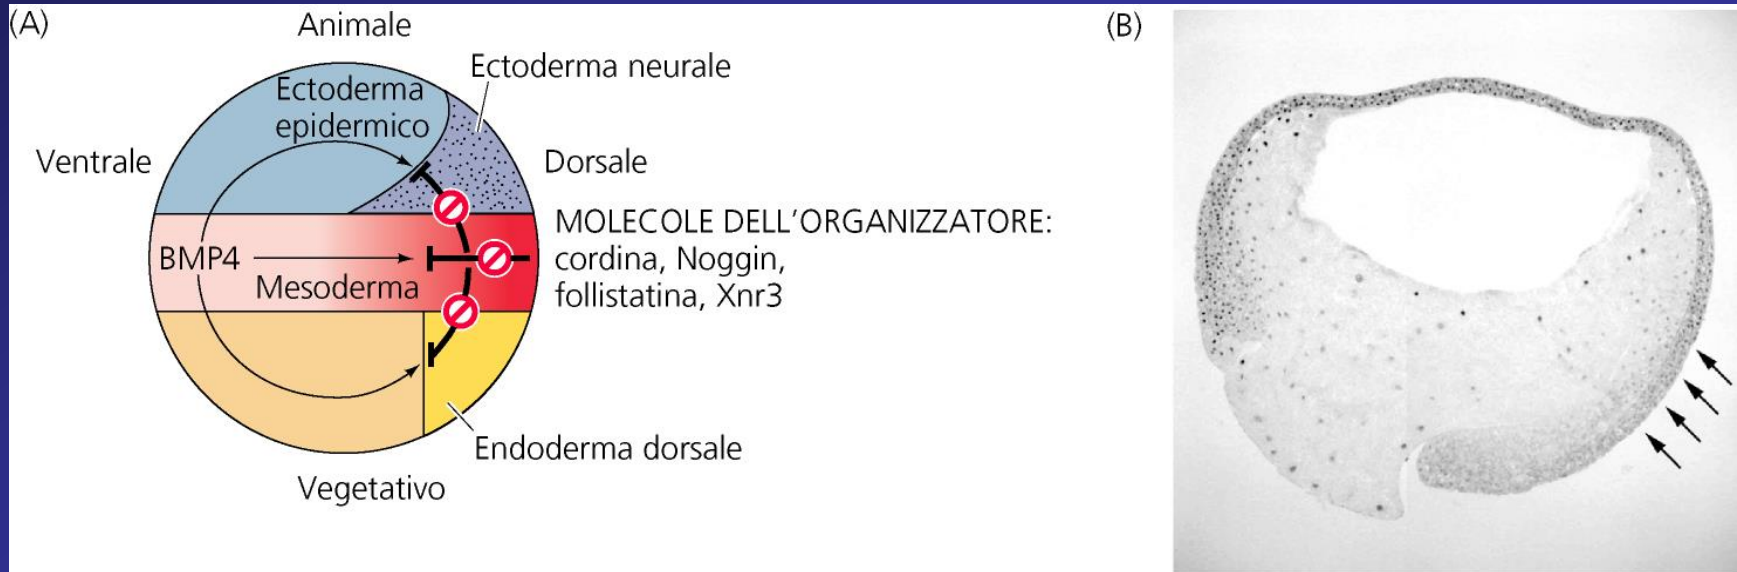 (A)
Animale
Ectoderma neurale
Ectoderma
epidermico
Ventrale
Dorsale
MOLECOLE DELL'ORGANIZZATORE:
cordina, Noggin,
follistatina, Xnr3
BMP4
Mesoderma
Endoderma dorsale
Vegetativo
(B)